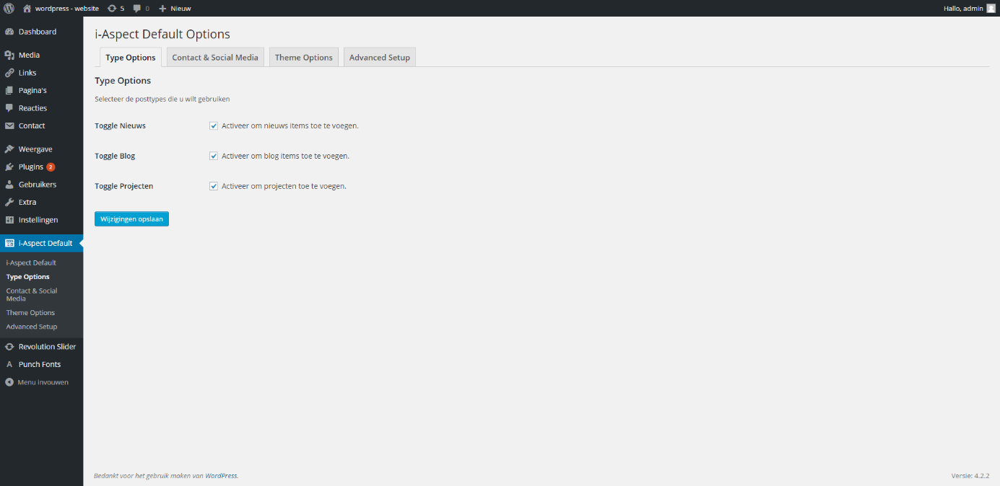 wordpress - website 5 0 Nieuw Hallo, admin
Dashboard
Media
Links
Pagina's
Reacties
Contact
Weergave
Plugins 2
Gebruikers
Extra
Instellingen
i-Aspect Default
i-Aspect Default
Type Options
Contact & Social
Media
Theme Options
Advanced Setup
Revolution Slider
Punch Fonts
Menu invouwen
i-Aspect Default Options
Type Options Contact & Social Media Theme Options Advanced Setup
Type Options
Selecteer de posttypes die u wilt gebruiken
Toggle Nieuws Activeer om nieuws items toe te voegen.
Toggle Blog Activeer om blog items toe te voegen.
Toggle Projecten Activeer om projecten toe te voegen.
Wijzigingen opslaan
Bedankt voor het gebruik maken van WordPress. Versie: 4.2.2